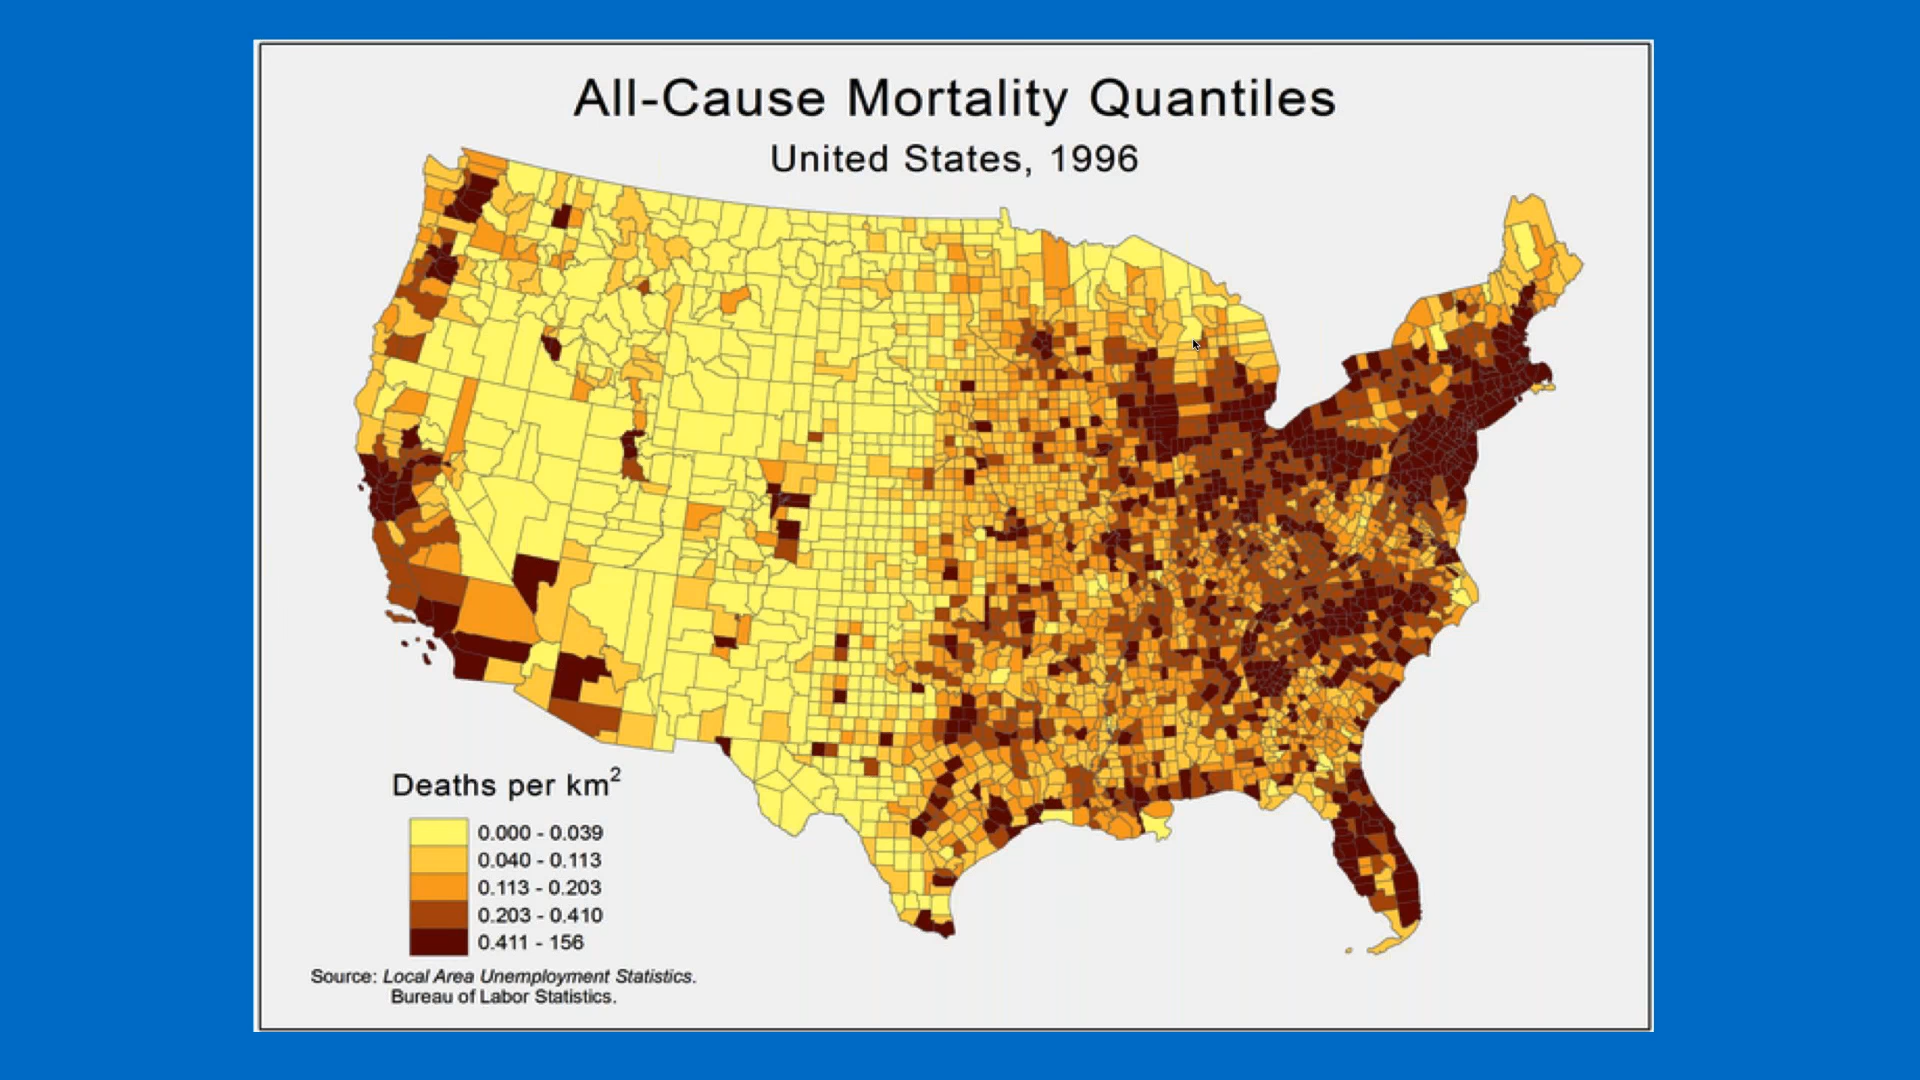 All-Cause Mortality Quantiles
United States, 1996
Deaths per km²
0.000 - 0.039
0.040 - 0.113
0.113 - 0.203
0.203 - 0.410
0.411 - 156
Source: Local Area Unemployment Statistics.
Bureau of Labor Statistics.